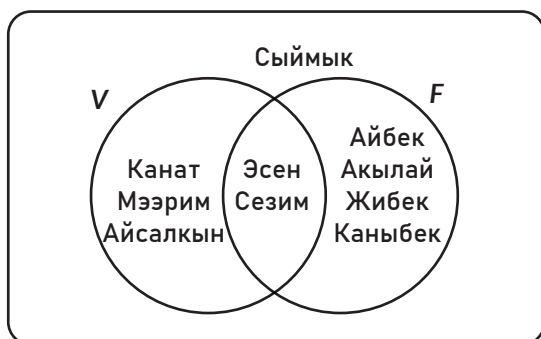 Сыймык
V
F
Канат
Мээрим
Айсалкын
Эсен
Сезим
Айбек
Акылай
Жибек
Каныбек